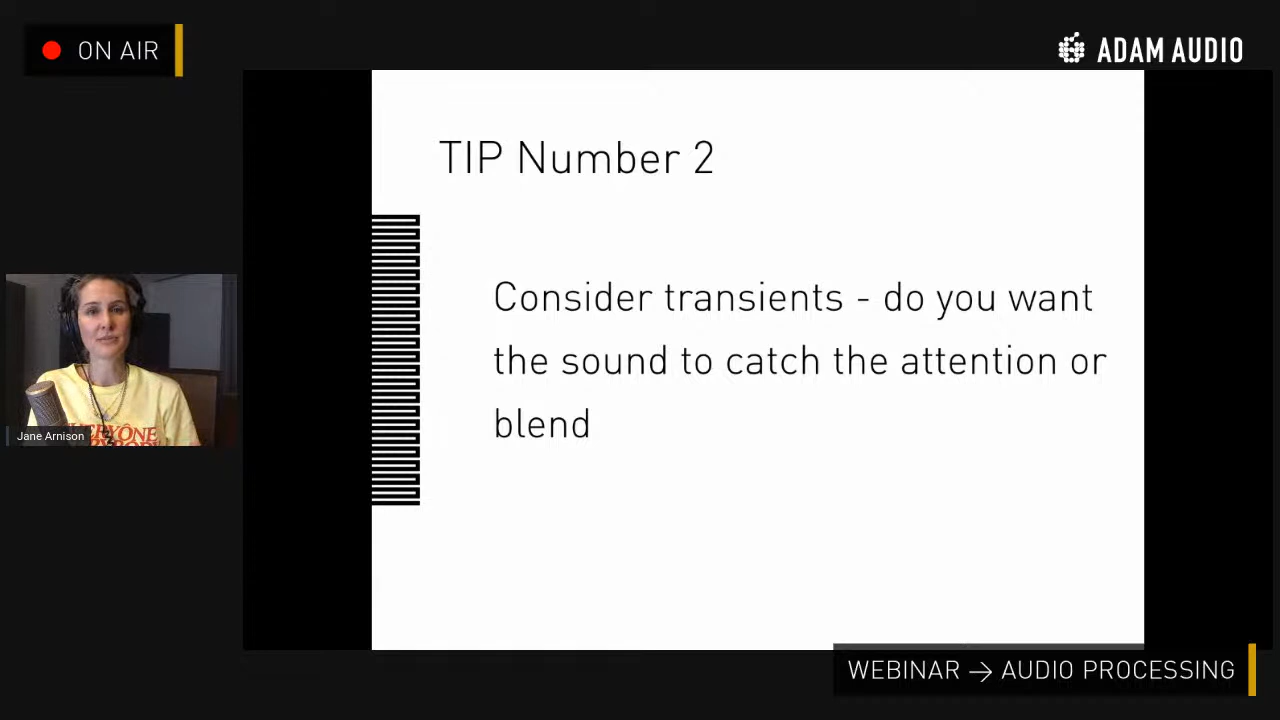 ON AIR
ADAM AUDIO
TIP Number 2
Consider transients - do you want
the sound to catch the attention or
blend
Jane Arnison
WEBINAR → AUDIO PROCESSING